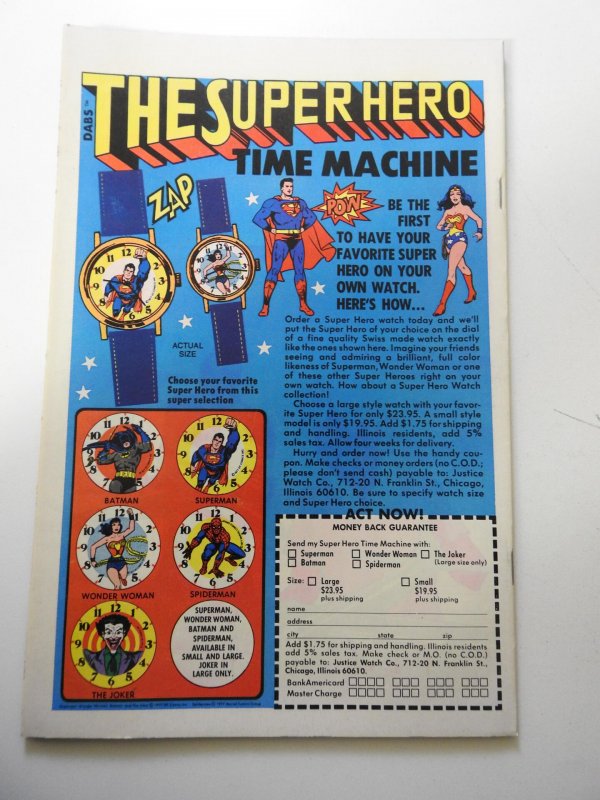 DABS™
THE SUPER HERO
TIME MACHINE
ZAP
POW
BE THE
FIRST
TO HAVE YOUR
FAVORITE SUPER
HERO ON YOUR
OWN WATCH.
HERE'S HOW...
ACTUAL
SIZE
Choose your favorite
Super Hero from this
super selection
Order a Super Hero watch today and we'll
put the Super Hero of your choice on the dial
of a fine quality Swiss made watch exactly
like the ones shown here. Imagine your friends
seeing and admiring a brilliant, full color
likeness of Superman, Wonder Woman or one
of these other Super Heroes right on your
own watch. How about a Super Hero Watch
collection!
Choose a large style watch with your favor-
ite Super Hero for only $23.95. A small style
model is only $19.95. Add $1.75 for shipping
and handling. Illinois residents, add 5%
sales tax. Allow four weeks for delivery.
Hurry and order now! Use the handy cou-
pon. Make checks or money orders (no C.O.D.,
please don't send cash) payable to: Justice
Watch Co., 712-20 N. Franklin St., Chicago,
Illinois 60610. Be sure to specify watch size
and Super Hero choice.
BATMAN
SUPERMAN
WONDER WOMAN
SPIDERMAN
THE JOKER
SUPERMAN,
WONDER WOMAN,
BATMAN AND
SPIDERMAN,
AVAILABLE IN
SMALL AND LARGE.
JOKER IN
LARGE ONLY.
ACT NOW!
MONEY BACK GUARANTEE
Send my Super Hero Time Machine with:
Superman Wonder Woman The Joker
Batman Spiderman (Large size only)
Size: Large Small
$23.95 $19.95
plus shipping plus shipping
name
address
city state zip
Add $1.75 for shipping and handling. Illinois residents
add 5% sales tax. Make check or M.O. (no C.O.D.)
payable to: Justice Watch Co., 712-20 N. Franklin St.,
Chicago, Illinois 60610.
BankAmericard
Master Charge